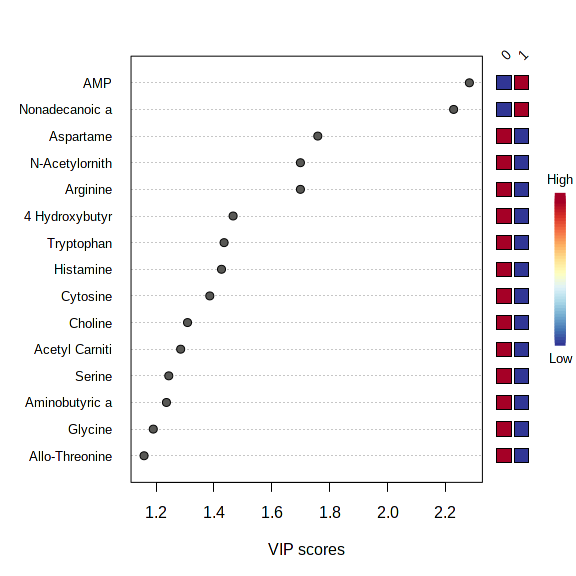 0 1
AMP
Nonadecanoic a
Aspartame
N-Acetylornith
Arginine
4 Hydroxybutyr
Tryptophan
Histamine
Cytosine
Choline
Acetyl Carniti
Serine
Aminobutyric a
Glycine
Allo-Threonine
High
Low
1.2 1.4 1.6 1.8 2.0 2.2
VIP scores